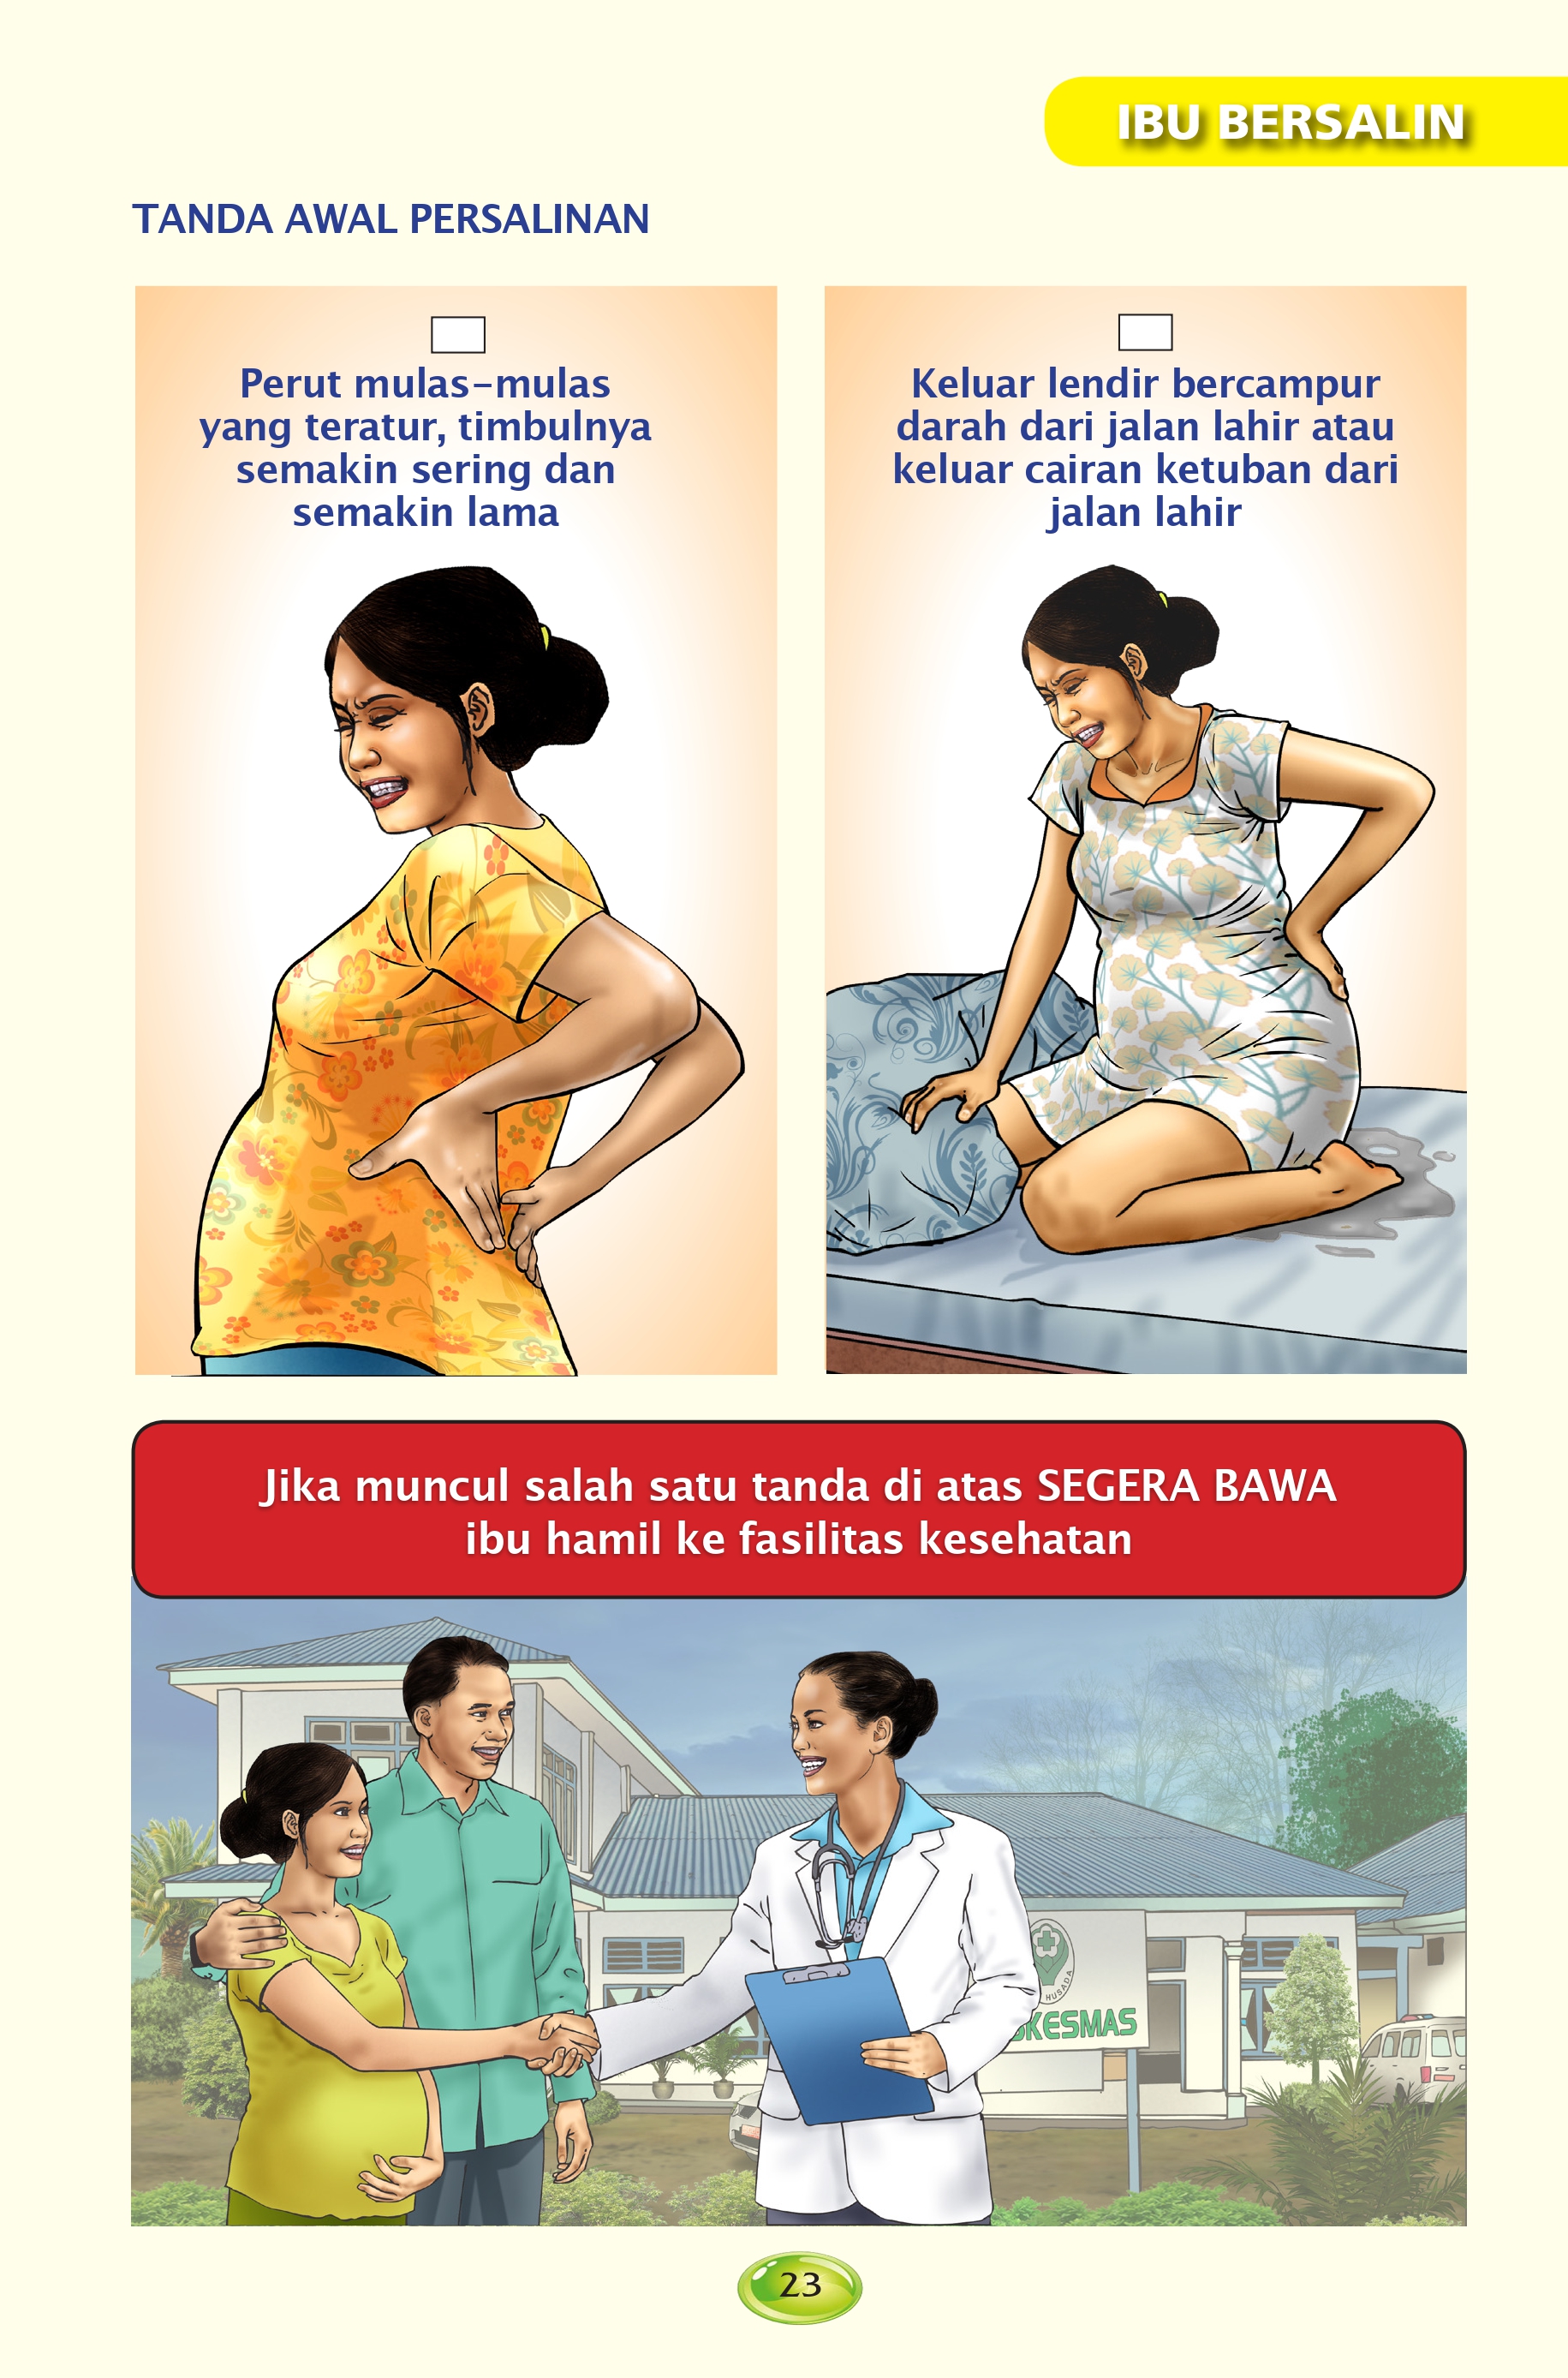 IBU BERSALIN
TANDA AWAL PERSALINAN
Perut mulas-mulas
yang teratur, timbulnya
semakin sering dan
semakin lama
Keluar lendir bercampur
darah dari jalan lahir atau
keluar cairan ketuban dari
jalan lahir
Jika muncul salah satu tanda di atas SEGERA BAWA
ibu hamil ke fasilitas kesehatan
HUSADA
SKESMAS
23